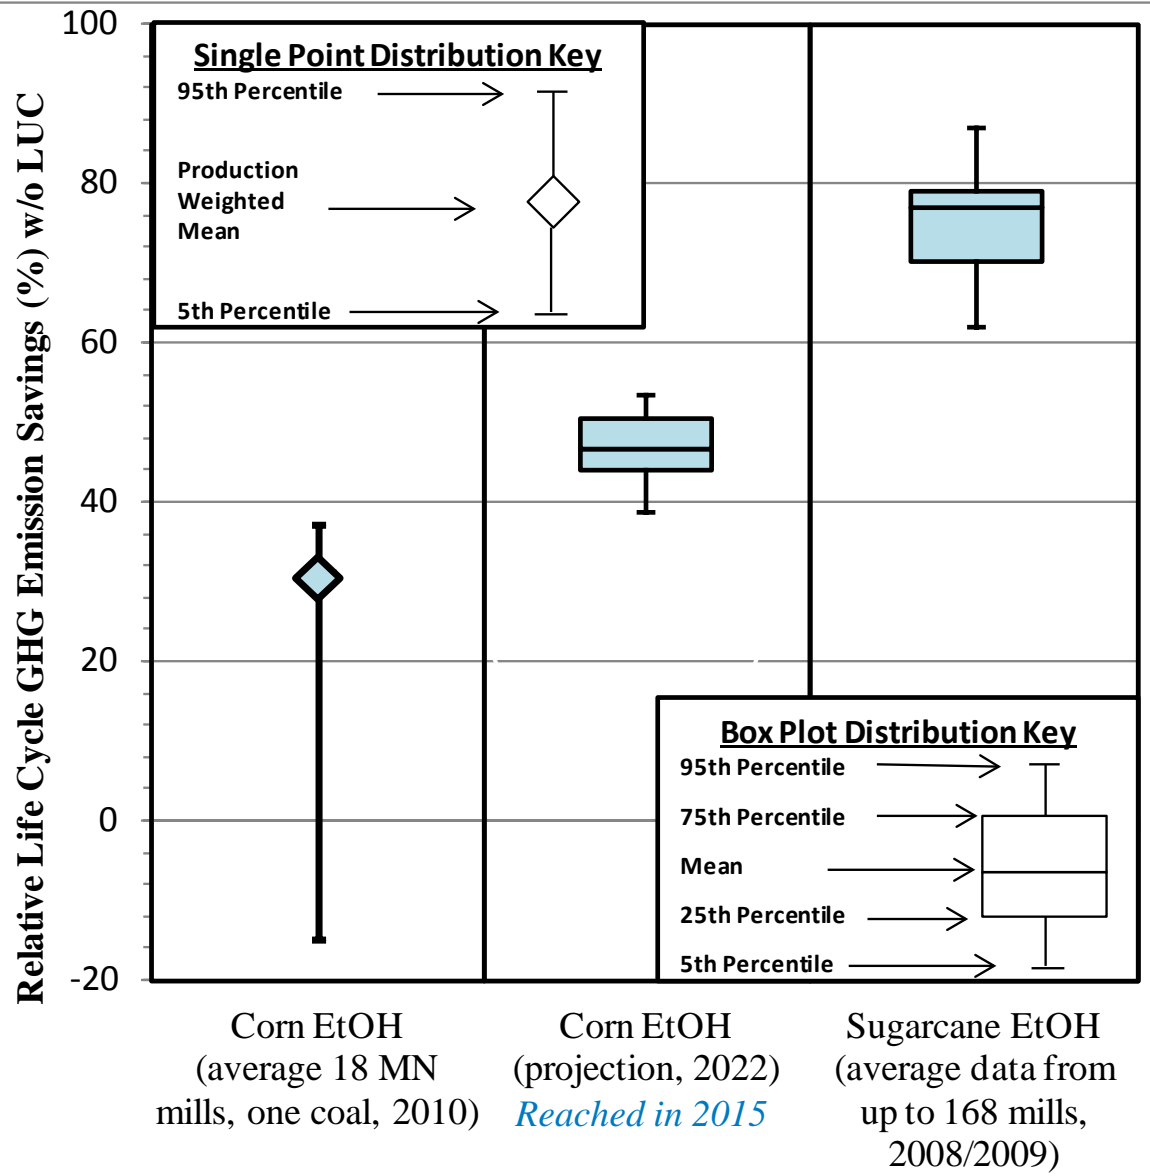 Relative Life Cycle GHG Emission Savings (%) w/o LUC
100
80
60
40
20
0
-20
Single Point Distribution Key
95th Percentile
Production
Weighted
Mean
5th Percentile
Box Plot Distribution Key
95th Percentile
75th Percentile
Mean
25th Percentile
5th Percentile
Corn EtOH
(average 18 MN
mills, one coal, 2010)
Corn EtOH
(projection, 2022)
Reached in 2015
Sugarcane EtOH
(average data from
up to 168 mills,
2008/2009)